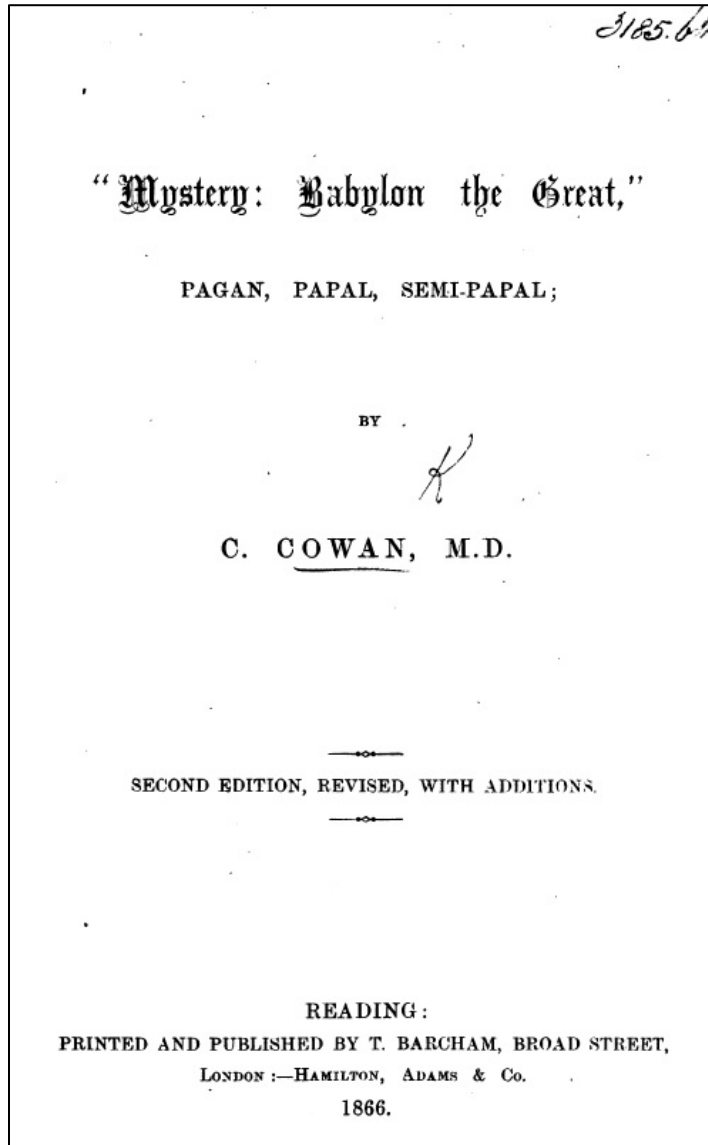 3185.
"Mystery: Babylon the Great,"
PAGAN, PAPAL, SEMI-PAPAL;
BY
K
C. COWAN, M.D.
SECOND EDITION, REVISED, WITH ADDITIONS.
READING:
PRINTED AND PUBLISHED BY T. BARCHAM, BROAD STREET,
LONDON:—HAMILTON, ADAMS & Co.
1866.